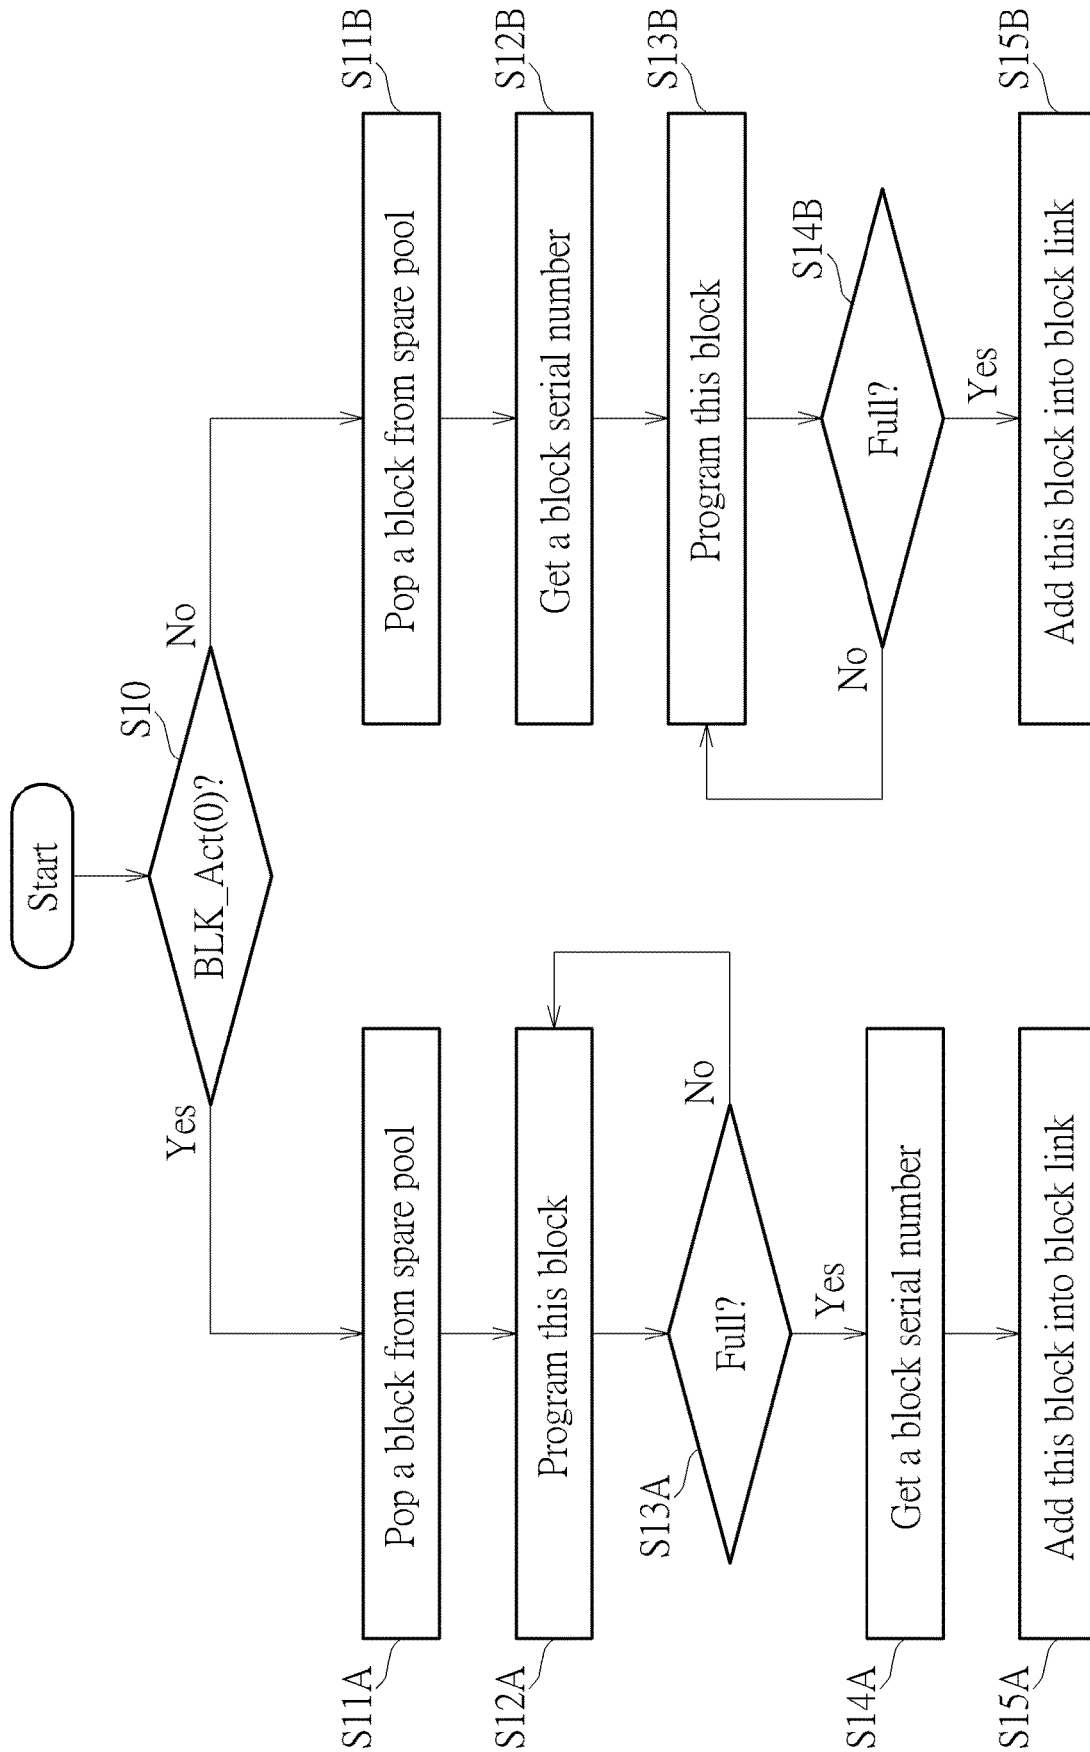 Start
S10
BLK_Act(0)?
Yes
No
S11A
Pop a block from spare pool
S12A
Program this block
S13A
Full?
No
Yes
S14A
Get a block serial number
S15A
Add this block into block link
Pop a block from spare pool
S11B
Get a block serial number
S12B
Program this block
S13B
S14B
Full?
No
Yes
Add this block into block link
S15B